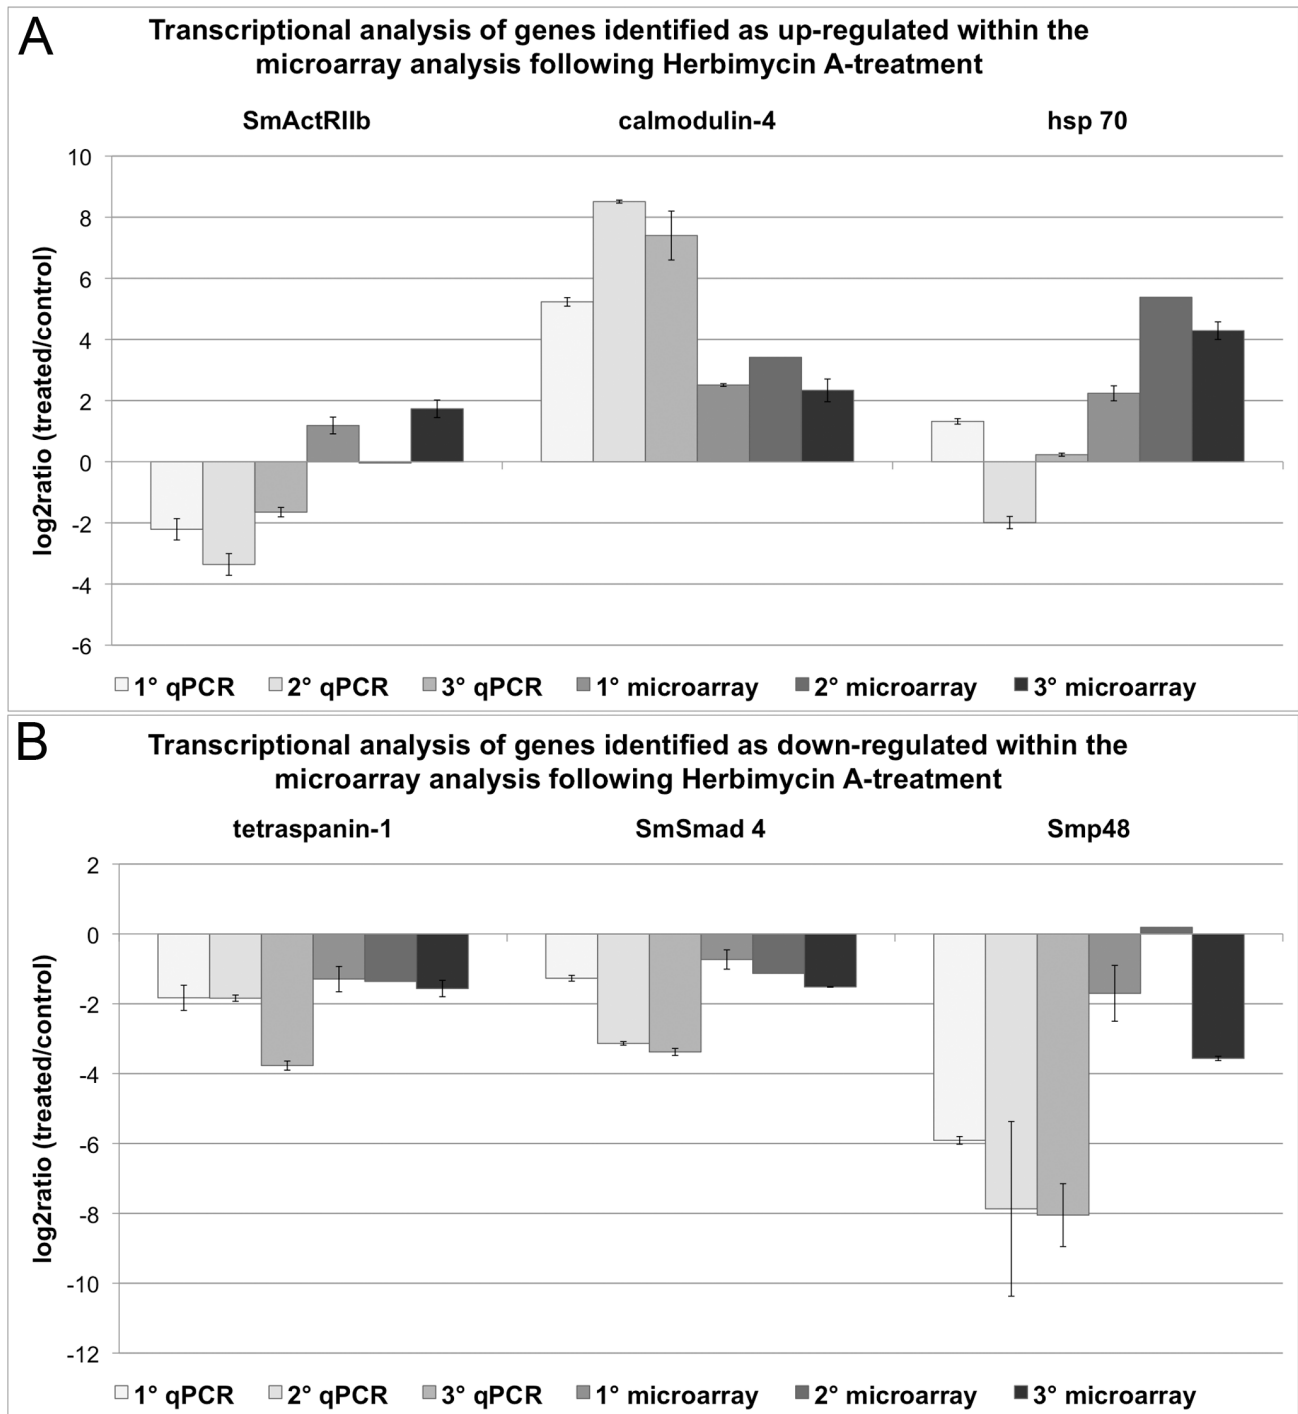 A
Transcriptional analysis of genes identified as up-regulated within the
microarray analysis following Herbimycin A-treatment
SmActRIIb calmodulin-4 hsp 70
log2ratio (treated/control)
10
8
6
4
2
0
-2
-4
-6
1° qPCR 2° qPCR 3° qPCR 1° microarray 2° microarray 3° microarray
B
Transcriptional analysis of genes identified as down-regulated within the
microarray analysis following Herbimycin A-treatment
tetraspanin-1 SmSmad 4 Smp48
log2ratio (treated/control)
2
0
-2
-4
-6
-8
-10
-12
1° qPCR 2° qPCR 3° qPCR 1° microarray 2° microarray 3° microarray